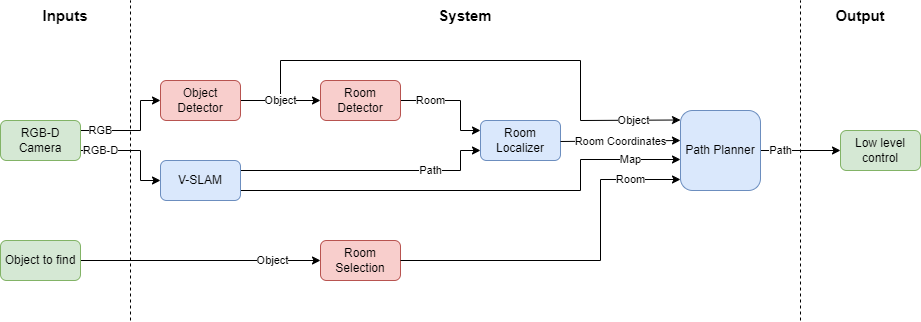 Inputs
System
Output
Object
Detector
Object
Room
Detector
Room
RGB-D
Camera
RGB
RGB-D
Room
Localizer
Object
Room Coordinates
Map
Room
Path Planner
Path
Low level
control
V-SLAM
Path
Object to find
Object
Room
Selection